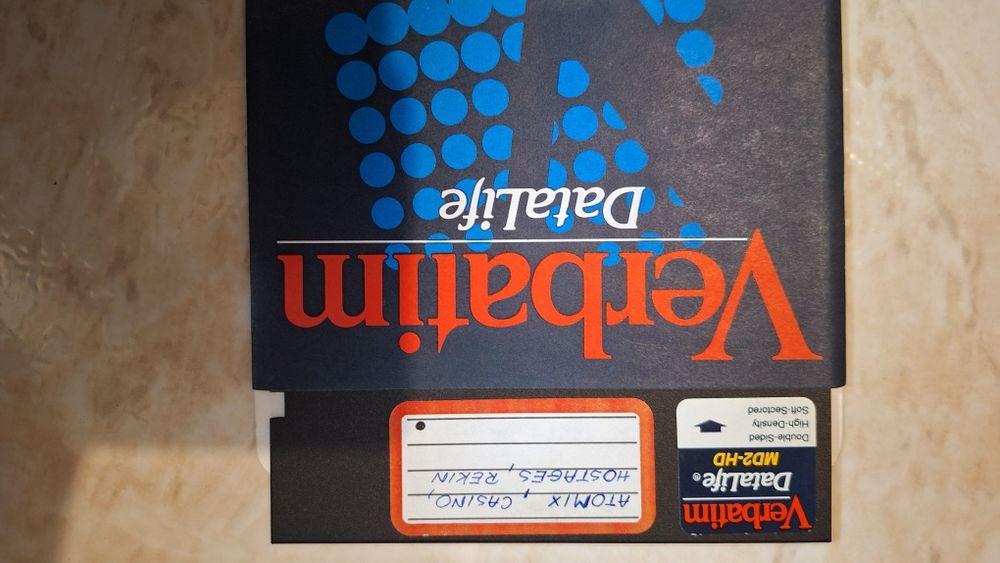 Verbatim
DataLife
Verbatim
DataLife®
MD2-HD
Double-Sided
High-Density
Soft-Sectored
ATOMIX, CASINO,
HOSTAGES, REKIN